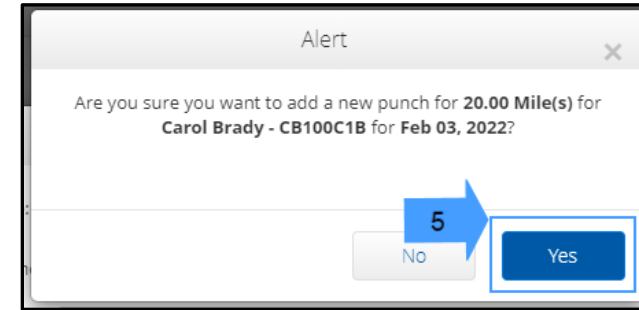 Alert
×
Are you sure you want to add a new punch for 20.00 Mile(s) for
Carol Brady - CB100C1B for Feb 03, 2022?
5
No
Yes